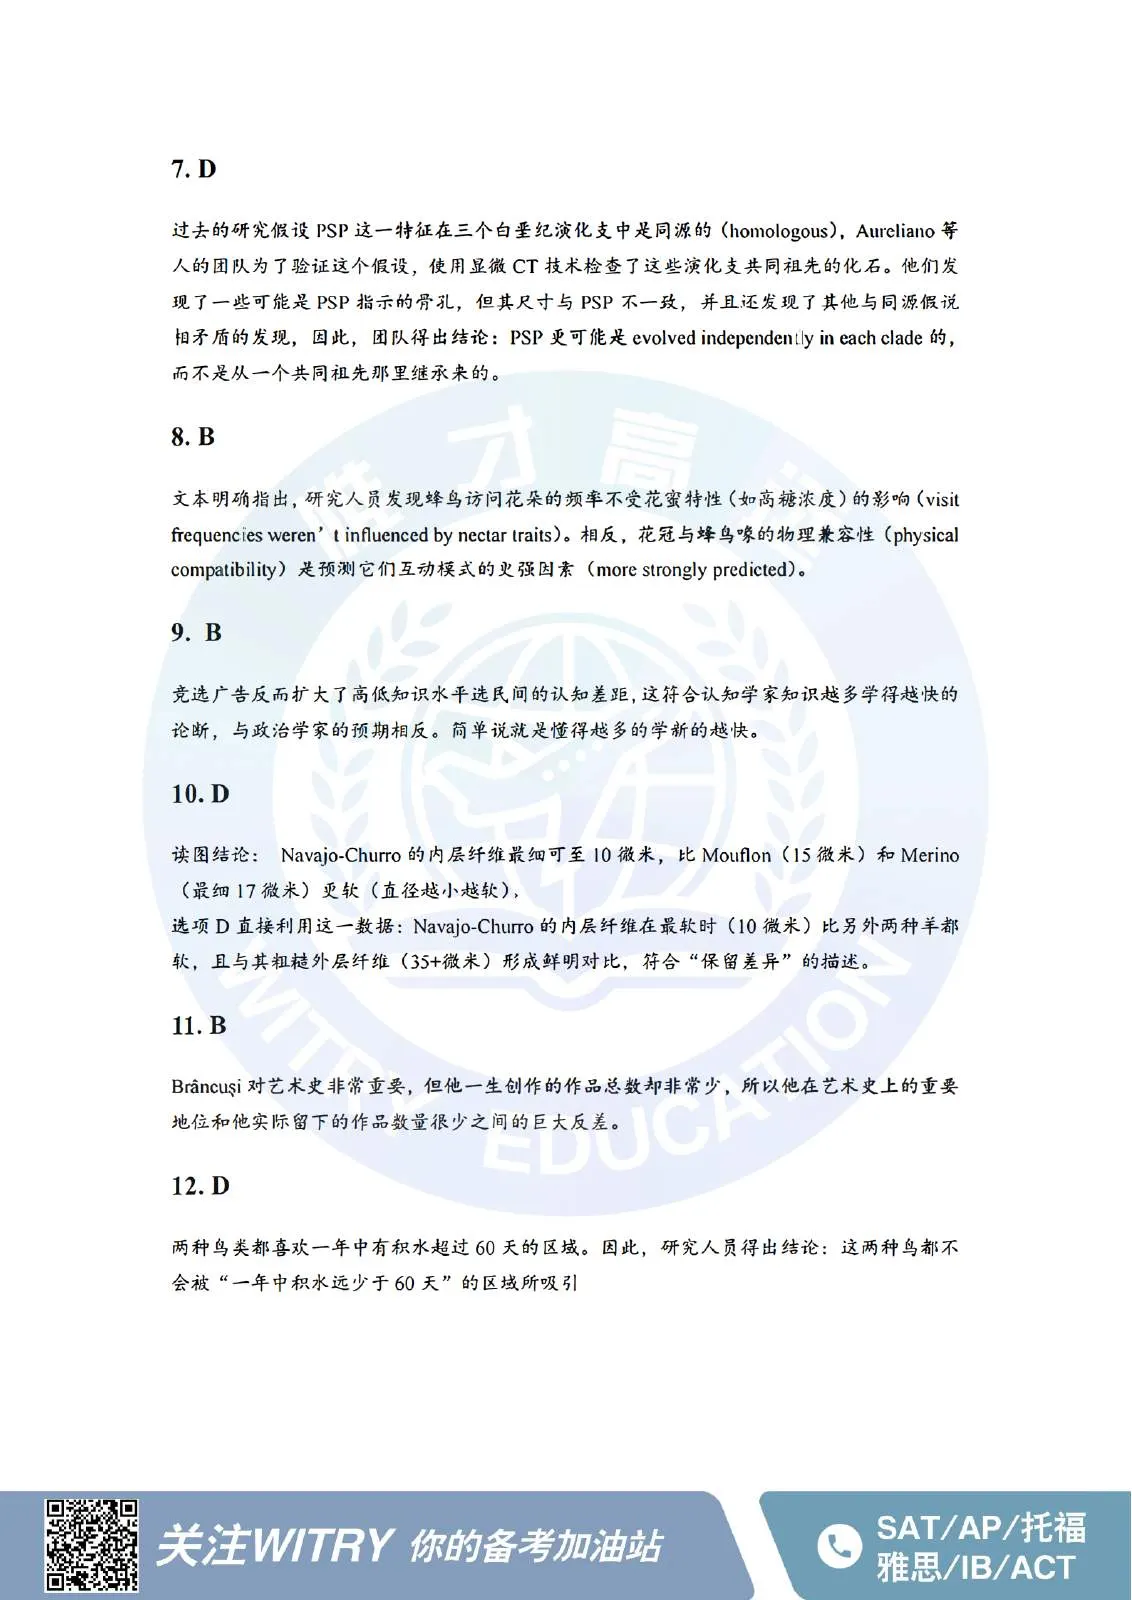 7. D
过去的研究假设 PSP 这一特征在三个白垩纪演化支中是同源的（homologous），Aureliano 等
人的团队为了验证这个假设，使用显微 CT 技术检查了这些演化支共同祖先的化石。他们发
现了一些可能是 PSP 指示的骨孔，但其尺寸与 PSP 不一致，并且还发现了其他与同源假说
相矛盾的发现，因此，团队得出结论：PSP 更可能是 evolved independently in each clade 的，
而不是从一个共同祖先那里继承来的。
8. B
文本明确指出，研究人员发现蜂鸟访问花朵的频率不受花蜜特性（如高糖浓度）的影响（visit
frequencies weren’t influenced by nectar traits）。相反，花冠与蜂鸟喙的物理兼容性（physical
compatibility）是预测它们互动模式的更强因素（more strongly predicted）。
9. B
竞选广告反而扩大了高低知识水平选民间的认知差距，这符合认知学家知识越多学得越快的
论断，与政治学家的预期相反。简单说就是懂得越多的学新的越快。
10. D
读图结论： Navajo-Churro 的内层纤维最细可至 10 微米，比 Mouflon（15 微米）和 Merino
（最细 17 微米）更软（直径越小越软），
选项 D 直接利用这一数据：Navajo-Churro 的内层纤维在最软时（10 微米）比另外两种羊都
软，且与其粗糙外层纤维（35+微米）形成鲜明对比，符合“保留差异”的描述。
11. B
Brâncuși 对艺术史非常重要，但他一生创作的作品总数却非常少，所以他在艺术史上的重要
地位和他实际留下的作品数量很少之间的巨大反差。
12. D
两种鸟类都喜欢一年中有积水超过 60 天的区域。因此，研究人员得出结论：这两种鸟都不
会被“一年中积水远少于 60 天”的区域所吸引
WITRY EDUCATION
关注WITRY 你的备考加油站
SAT/AP/托福
雅思/IB/ACT